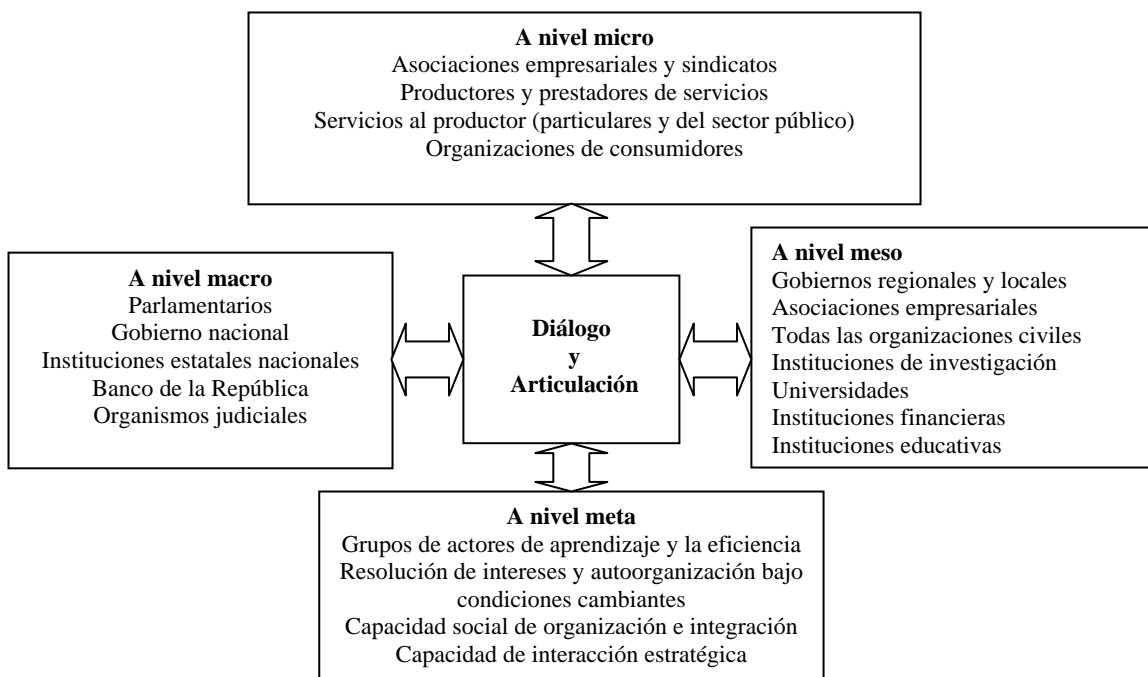 A nivel micro
Asociaciones empresariales y sindicatos
Productores y prestadores de servicios
Servicios al productor (particulares y del sector público)
Organizaciones de consumidores
A nivel macro
Parlamentarios
Gobierno nacional
Instituciones estatales nacionales
Banco de la República
Organismos judiciales
Diálogo
y
Articulación
A nivel meso
Gobiernos regionales y locales
Asociaciones empresariales
Todas las organizaciones civiles
Instituciones de investigación
Universidades
Instituciones financieras
Instituciones educativas
A nivel meta
Grupos de actores de aprendizaje y la eficiencia
Resolución de intereses y autoorganización bajo
condiciones cambiantes
Capacidad social de organización e integración
Capacidad de interacción estratégica